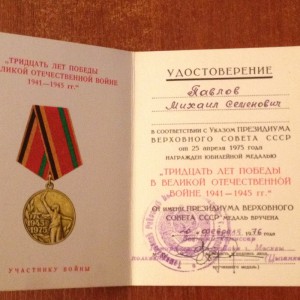 "ТРИДЦАТЬ ЛЕТ ПОБЕДЫ
ВЕЛИКОЙ ОТЕЧЕСТВЕННОЙ ВОЙНЕ
1941—1945 гг."
1945
1975
УЧАСТНИКУ ВОЙНЫ
УДОСТОВЕРЕНИЕ
Павлов
Михаил Семенович
В СООТВЕТСТВИИ С УКАЗОМ ПРЕЗИДИУМА
ВЕРХОВНОГО СОВЕТА СССР
от 25 апреля 1975 года
НАГРАЖДЕН ЮБИЛЕЙНОЙ МЕДАЛЬЮ
"ТРИДЦАТЬ ЛЕТ ПОБЕДЫ
В ВЕЛИКОЙ ОТЕЧЕСТВЕННОЙ
ВОЙНЕ 1941—1945 гг."
ОТ ИМЕНИ ПРЕЗИДИУМА ВЕРХОВНОГО
СОВЕТА СССР МЕДАЛЬ ВРУЧЕНА
февраля 1976 г.
г. Москвы